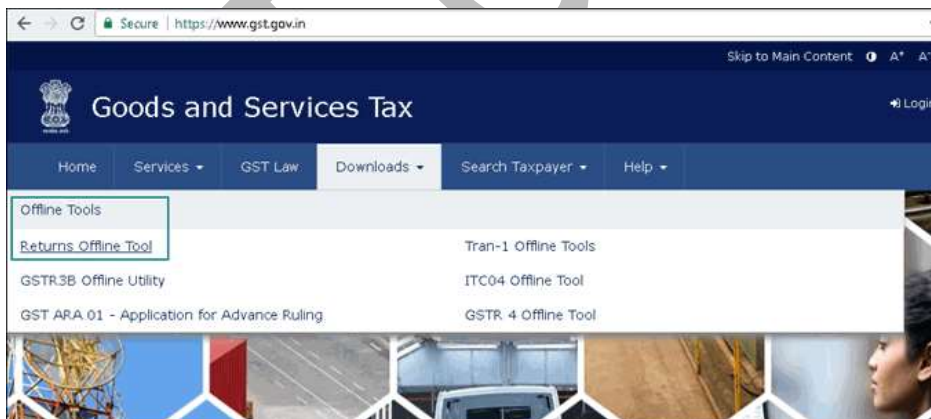 Secure | https://www.gst.gov.in
Skip to Main Content A+ A
Goods and Services Tax
Login
Home Services GST Law Downloads Search Taxpayer Help
Offline Tools
Returns Offline Tool Tran-1 Offline Tools
GSTR3B Offline Utility ITC04 Offline Tool
GST ARA 01 - Application for Advance Ruling GSTR 4 Offline Tool